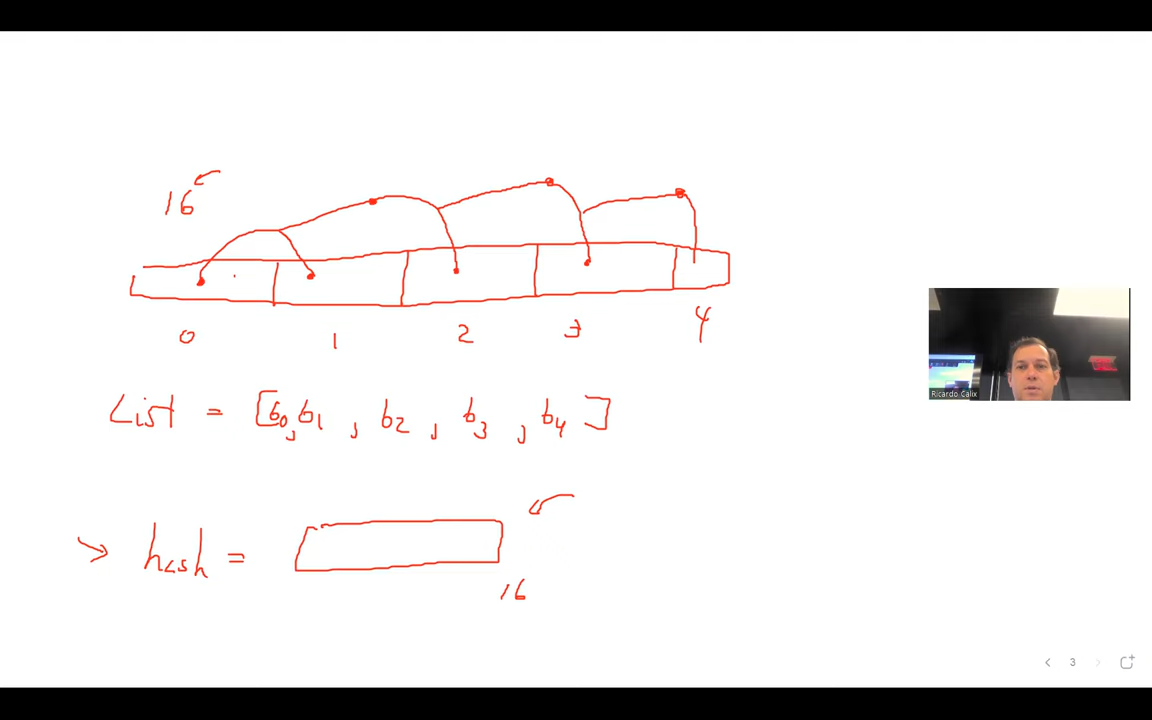 16
0 1 2 3 4
List = [b0, b1, b2, b3, b4]
hash =
16
Ricardo Calix
3